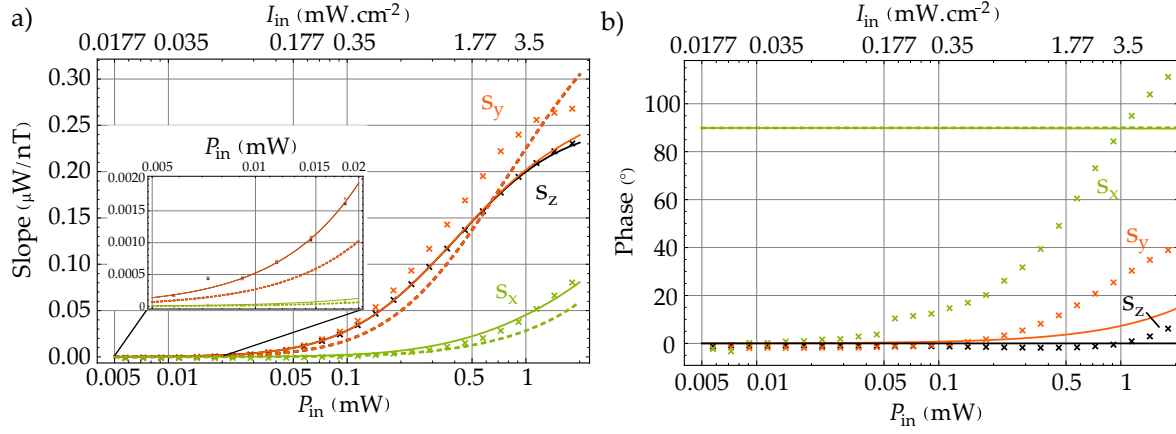 a)
I_in (mW.cm⁻²)
0.0177 0.035 0.177 0.35 1.77 3.5
0.30
0.25
0.20
0.15
0.10
0.05
0.00
Slope (μW/nT)
s_y
s_z
s_x
P_in (mW)
0.005 0.010 0.015 0.02
0.0020
0.0015
0.0010
0.0005
0
0.005 0.01 0.05 0.1 0.5 1
P_in (mW)
b)
I_in (mW.cm⁻²)
0.0177 0.035 0.177 0.35 1.77 3.5
100
80
60
40
20
0
Phase (°)
s_x
s_y
s_z
0.005 0.01 0.05 0.1 0.5 1
P_in (mW)